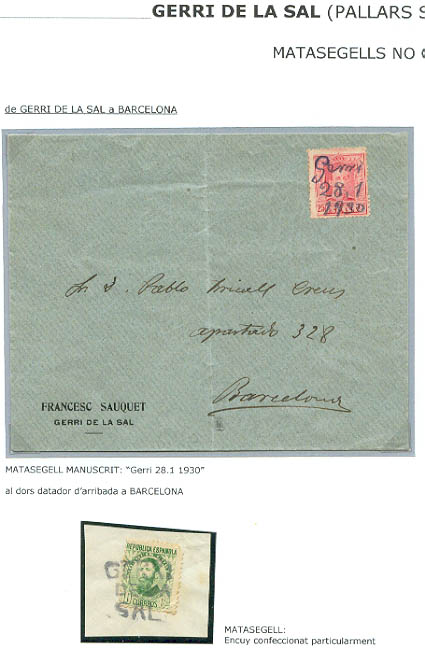 GERRI DE LA SAL (PALLARS S
MATASEGELLS NO
de GERRI DE LA SAL a BARCELONA
Gerri
28.1
1930
Pablo
apartado 328
Barcelona
FRANCESC SAUQUET
GERRI DE LA SAL
MATASEGELL MANUSCRIT: "Gerri 28.1 1930"
al dors datador d'arribada a BARCELONA
REPUBLICA ESPAÑOLA
CORREOS
SAL
MATASEGELL:
Encuy confeccionat particularment